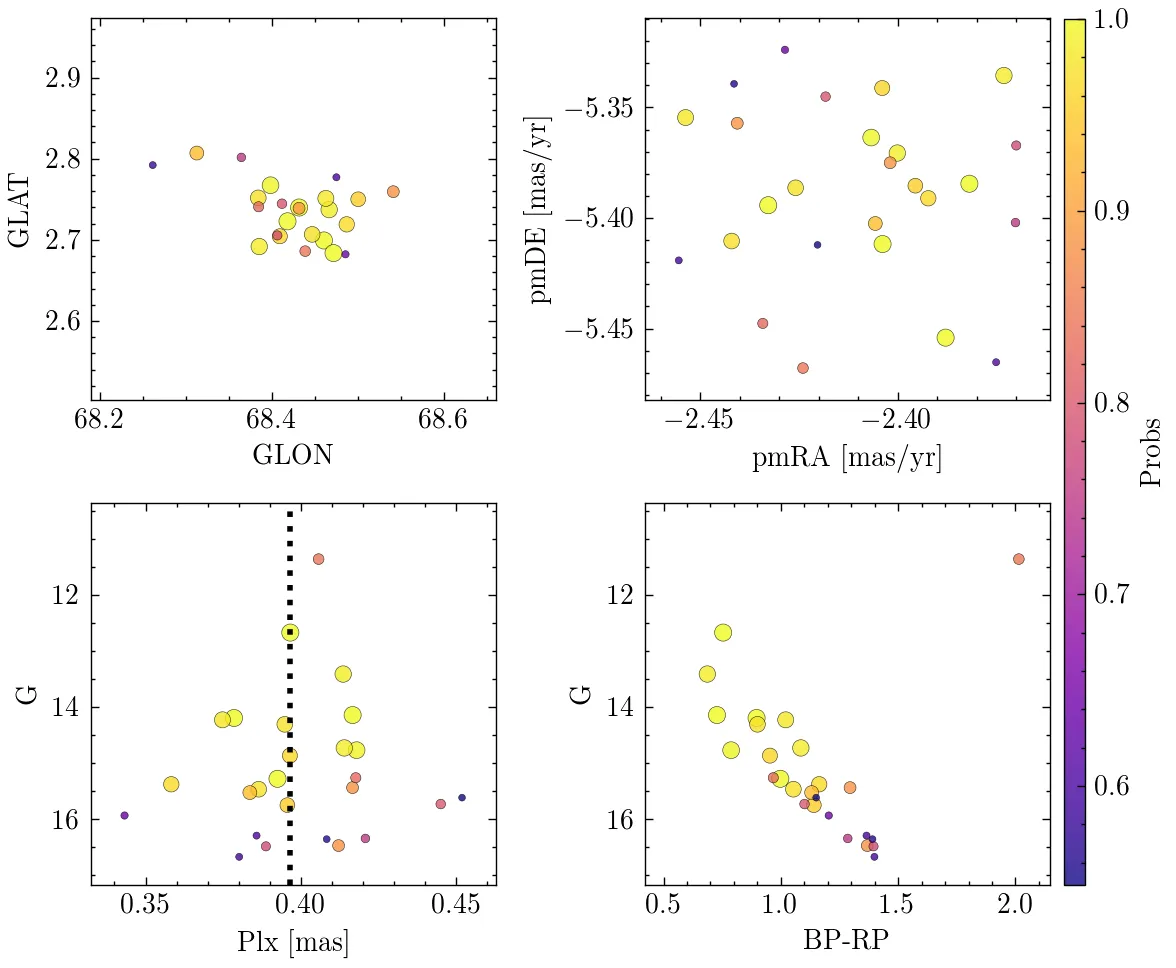 2.9
2.8
2.7
2.6
GLAT
68.2 68.4 68.6
GLON
−5.35
−5.40
−5.45
pmDE [mas/yr]
−2.45 −2.40
pmRA [mas/yr]
1.0
0.9
0.8
0.7
0.6
Probs
12
14
16
G
0.35 0.40 0.45
Plx [mas]
12
14
16
G
0.5 1.0 1.5 2.0
BP-RP